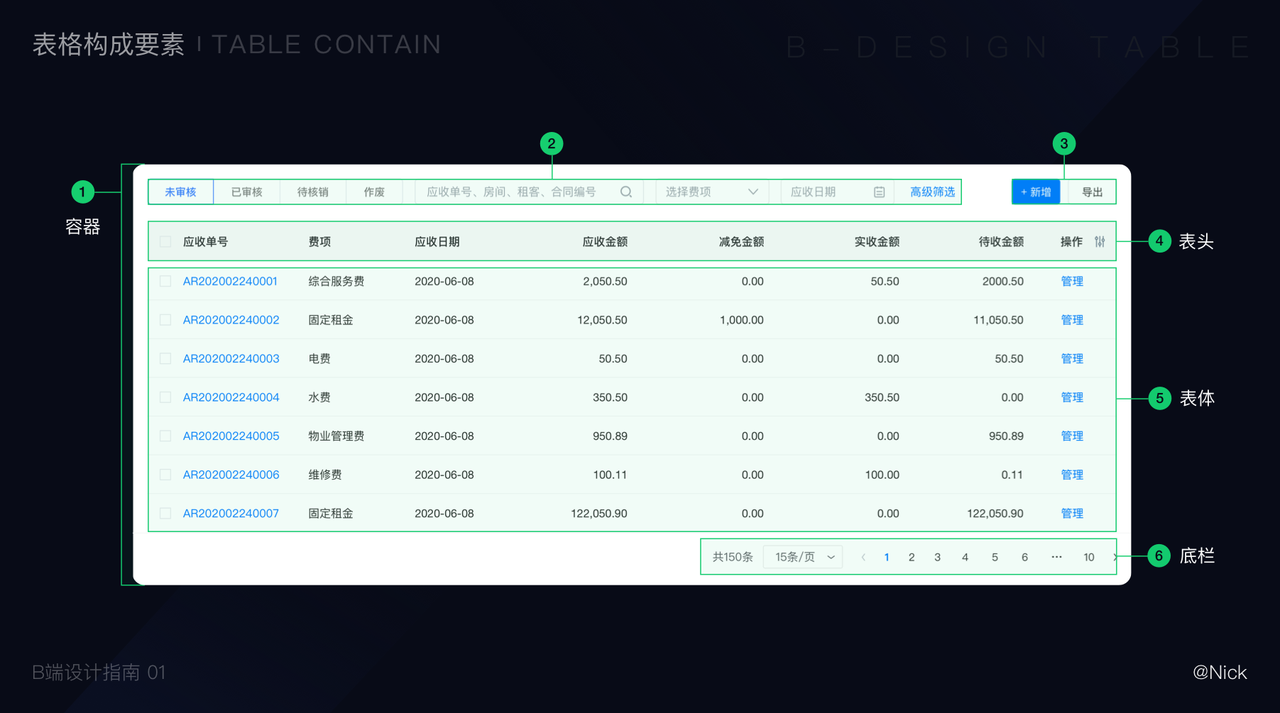 表格构成要素 | TABLE CONTAIN
B-DESIGN TABLE
2
3
1
容器
未审核 已审核 待核销 作废 应收单号、房间、租客、合同编号 选择费项 应收日期 高级筛选 + 新增 导出
应收单号 费项 应收日期 应收金额 减免金额 实收金额 待收金额 操作
4 表头
AR202002240001 综合服务费 2020-06-08 2,050.50 0.00 50.50 2000.50 管理
AR202002240002 固定租金 2020-06-08 12,050.50 1,000.00 0.00 11,050.50 管理
AR202002240003 电费 2020-06-08 50.50 0.00 0.00 50.50 管理
AR202002240004 水费 2020-06-08 350.50 0.00 350.50 0.00 管理
5 表体
AR202002240005 物业管理费 2020-06-08 950.89 0.00 0.00 950.89 管理
AR202002240006 维修费 2020-06-08 100.11 0.00 100.00 0.11 管理
AR202002240007 固定租金 2020-06-08 122,050.90 0.00 0.00 122,050.90 管理
共150条 15条/页 < 1 2 3 4 5 6 ··· 10 >
6 底栏
B端设计指南 01
@Nick